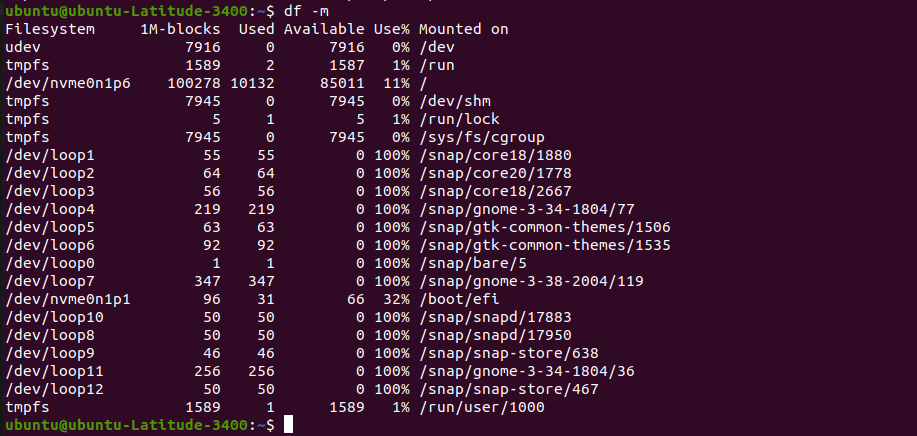 ubuntu@ubuntu-Latitude-3400:~$ df -m
Filesystem     1M-blocks  Used Available Use% Mounted on
udev                7916     0      7916   0% /dev
tmpfs               1589     2      1587   1% /run
/dev/nvme0n1p6    100278 10132     85011  11% /
tmpfs               7945     0      7945   0% /dev/shm
tmpfs                  5     1         5   1% /run/lock
tmpfs               7945     0      7945   0% /sys/fs/cgroup
/dev/loop1            55    55         0 100% /snap/core18/1880
/dev/loop2            64    64         0 100% /snap/core20/1778
/dev/loop3            56    56         0 100% /snap/core18/2667
/dev/loop4           219   219         0 100% /snap/gnome-3-34-1804/77
/dev/loop5            63    63         0 100% /snap/gtk-common-themes/1506
/dev/loop6            92    92         0 100% /snap/gtk-common-themes/1535
/dev/loop0             1     1         0 100% /snap/bare/5
/dev/loop7           347   347         0 100% /snap/gnome-3-38-2004/119
/dev/nvme0n1p1        96    31        66  32% /boot/efi
/dev/loop10           50    50         0 100% /snap/snapd/17883
/dev/loop8            50    50         0 100% /snap/snapd/17950
/dev/loop9            46    46         0 100% /snap/snap-store/638
/dev/loop11          256   256         0 100% /snap/gnome-3-34-1804/36
/dev/loop12           50    50         0 100% /snap/snap-store/467
tmpfs               1589     1      1589   1% /run/user/1000
ubuntu@ubuntu-Latitude-3400:~$